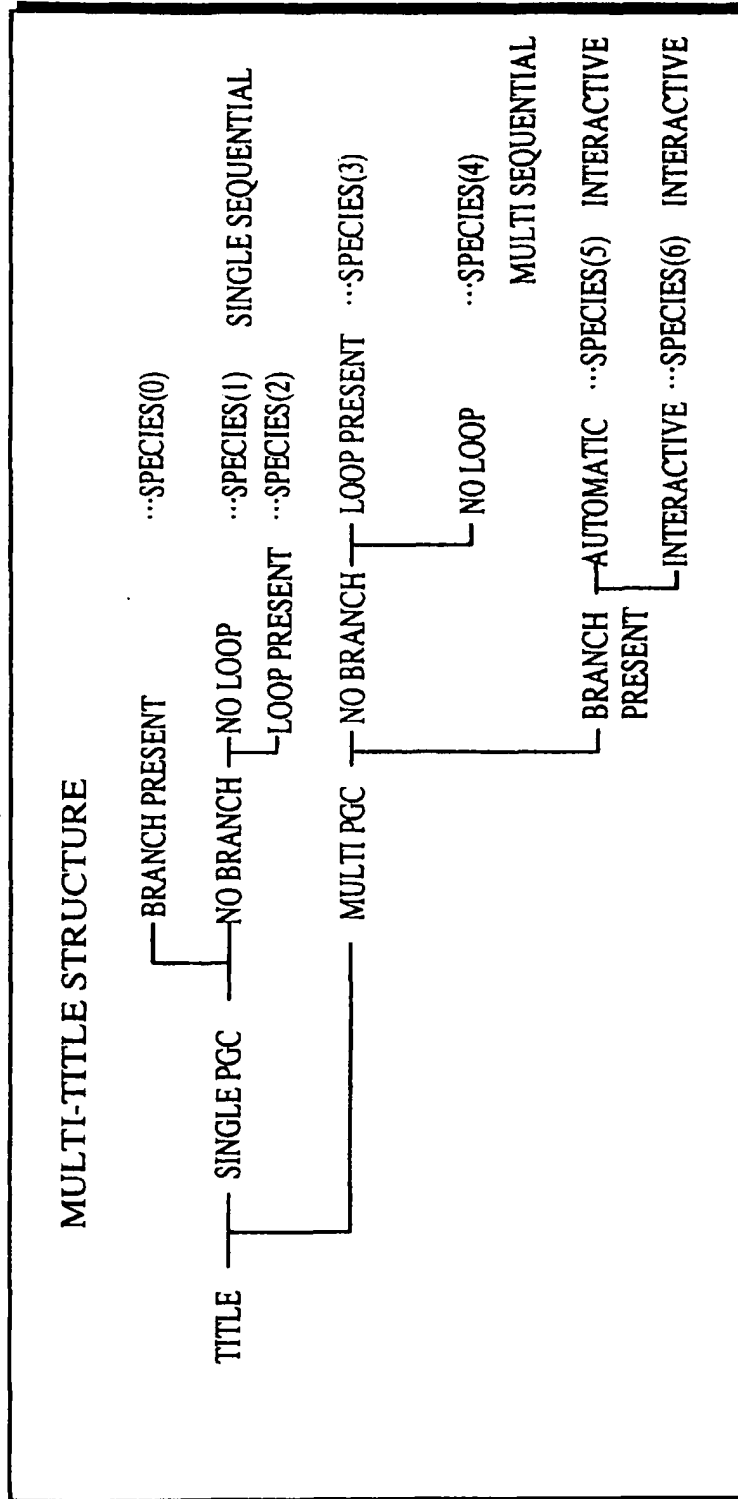 MULTI-TITLE STRUCTURE
BRANCH PRESENT ···SPECIES(0)
TITLE SINGLE PGC NO BRANCH NO LOOP ···SPECIES(1) SINGLE SEQUENTIAL
LOOP PRESENT ···SPECIES(2)
MULTI PGC NO BRANCH LOOP PRESENT ···SPECIES(3)
NO LOOP ···SPECIES(4)
MULTI SEQUENTIAL
BRANCH AUTOMATIC ···SPECIES(5) INTERACTIVE
PRESENT
INTERACTIVE ···SPECIES(6) INTERACTIVE